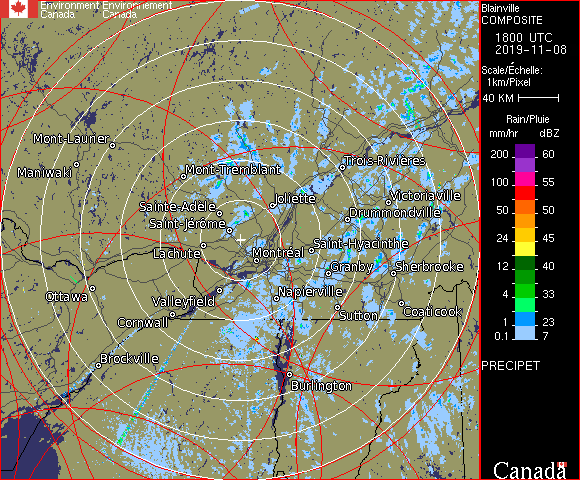 Environment Environnement
Canada Canada
Blainville
COMPOSITE
1800 UTC
2019-11-08
Scale/Échelle:
1km/Pixel
40 KM
Rain/Pluie
mm/hr dBZ
200 60
100 55
50 50
24 45
12 40
4 33
1 23
0.1 7
PRECIPET
Canada
Mont-Laurier
Maniwaki
Mont-Tremblant
Trois-Rivières
Sainte-Adèle
Joliette
Victoriaville
Saint-Jérôme
Drummondville
Lachute
Montréal
Saint-Hyacinthe
Granby
Sherbrooke
Ottawa
Valleyfield
Napierville
Cornwall
Sutton
Coaticook
Brockville
Burlington